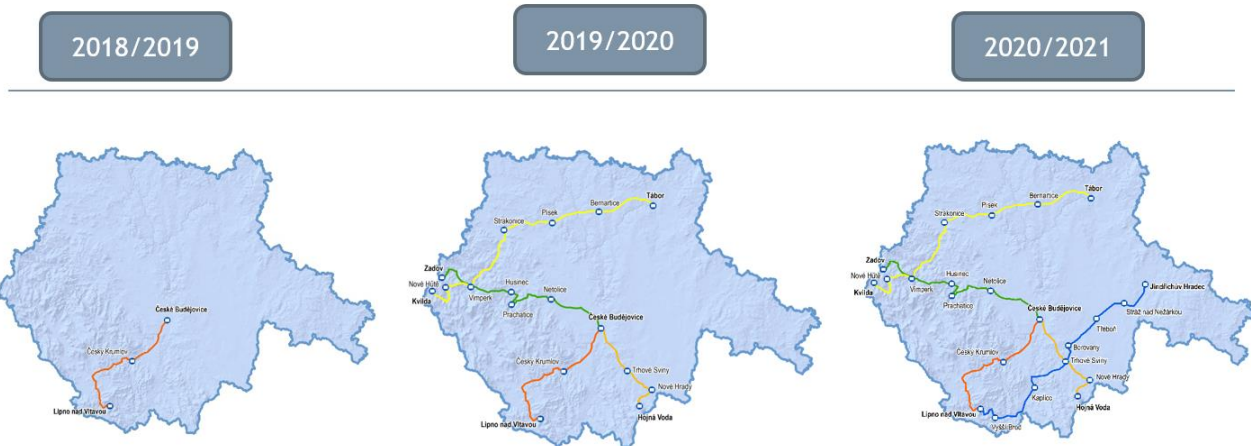 2018/2019
2019/2020
2020/2021
České Budějovice
Český Krumlov
Lipno nad Vltavou
Tábor
Bernartice
Písek
Strakonice
Zadov
Nové Hutě
Kvilda
Vimperk
Husinec
Prachatice
Netolice
České Budějovice
Český Krumlov
Trhové Sviny
Nové Hrady
Hojná Voda
Lipno nad Vltavou
Tábor
Bernartice
Písek
Strakonice
Zadov
Nové Hutě
Kvilda
Vimperk
Husinec
Prachatice
Netolice
Jindřichův Hradec
Stráž nad Nežárkou
České Budějovice
Třeboň
Borovany
Český Krumlov
Trhové Sviny
Nové Hrady
Kaplice
Hojná Voda
Lipno nad Vltavou
Vyšší Brod